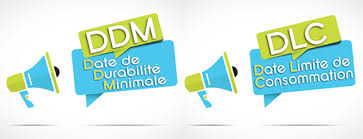 DDM
Date de
Durabilité
Minimale
DLC
Date Limite de
Consommation